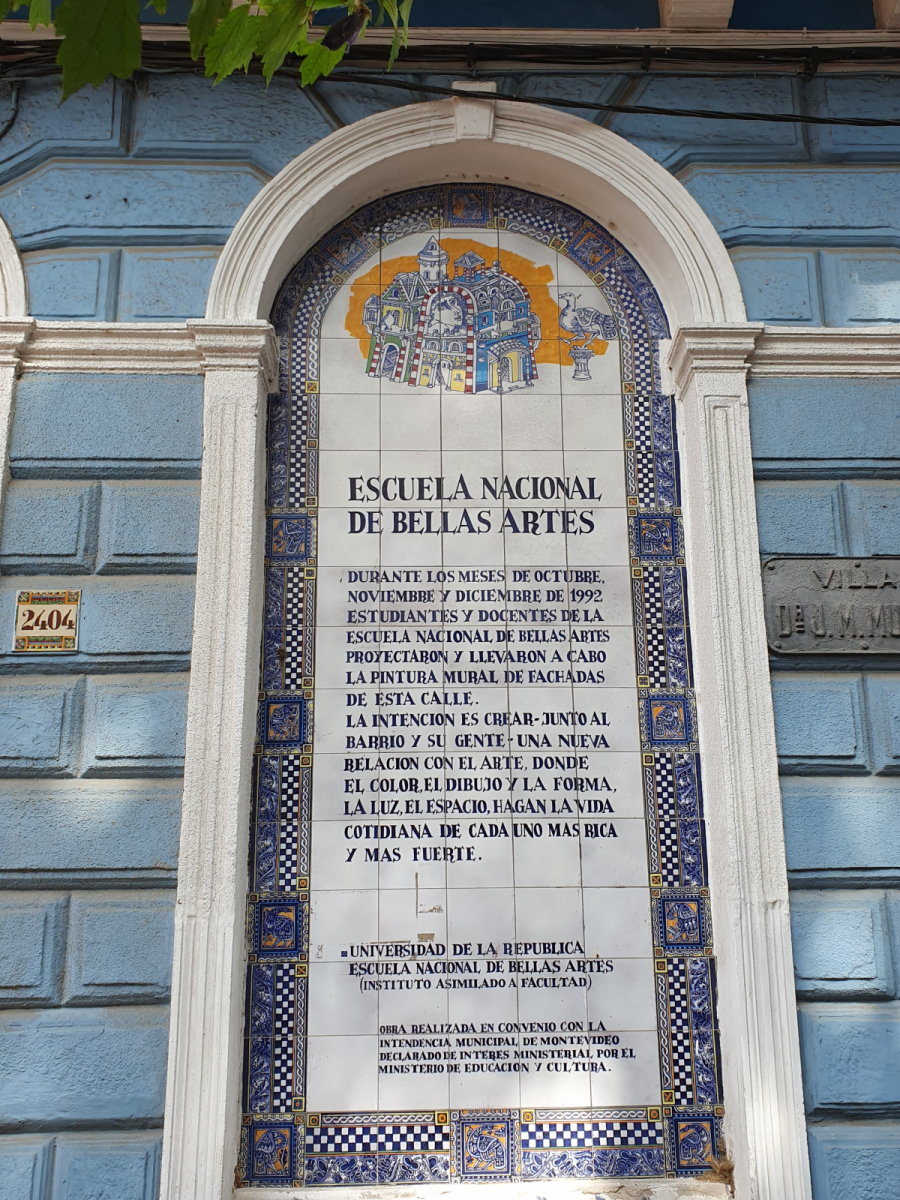 ESCUELA NACIONAL
DE BELLAS ARTES
DURANTE LOS MESES DE OCTUBRE,
NOVIEMBRE Y DICIEMBRE DE 1992
ESTUDIANTES Y DOCENTES DE LA
ESCUELA NACIONAL DE BELLAS ARTES
PROYECTARON Y LLEVARON A CABO
LA PINTURA MURAL DE FACHADAS
DE ESTA CALLE.
LA INTENCION ES CREAR-JUNTO AL
BARRIO Y SU GENTE-UNA NUEVA
RELACION CON EL ARTE, DONDE
EL COLOR, EL DIBUJO Y LA FORMA,
LA LUZ, EL ESPACIO, HAGAN LA VIDA
COTIDIANA DE CADA UNO MAS RICA
Y MAS FUERTE.
UNIVERSIDAD DE LA REPUBLICA
ESCUELA NACIONAL DE BELLAS ARTES
(INSTITUTO ASIMILADO A FACULTAD)
OBRA REALIZADA EN CONVENIO CON LA
INTENDENCIA MUNICIPAL DE MONTEVIDEO
DECLARADO DE INTERES MINISTERIAL POR EL
MINISTERIO DE EDUCACION Y CULTURA.
2404
VILLA
DR J. M. MU